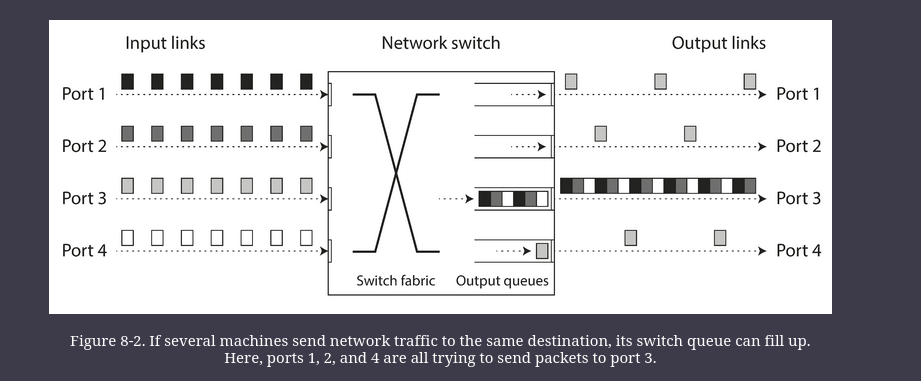 Input links Network switch Output links
Port 1 Port 1
Port 2 Port 2
Port 3 Port 3
Port 4 Port 4
Switch fabric Output queues
Figure 8-2. If several machines send network traffic to the same destination, its switch queue can fill up.
Here, ports 1, 2, and 4 are all trying to send packets to port 3.